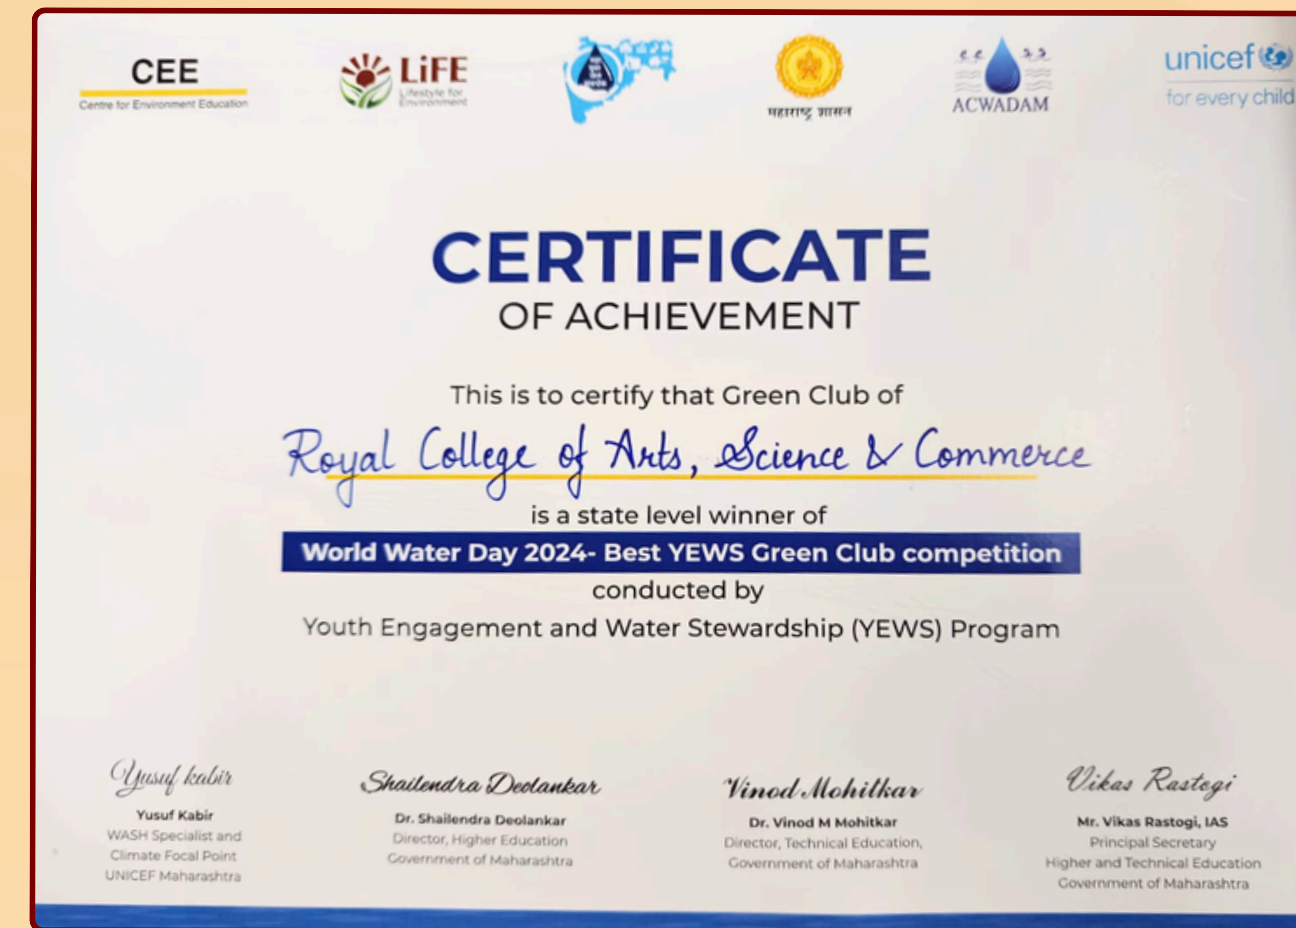 CEE
Centre for Environment Education
LiFE
Lifestyle for
Environment
महाराष्ट्र शासन
ACWADAM
unicef
for every child
CERTIFICATE
OF ACHIEVEMENT
This is to certify that Green Club of
Royal College of Arts, Science & Commerce
is a state level winner of
World Water Day 2024- Best YEWS Green Club competition
conducted by
Youth Engagement and Water Stewardship (YEWS) Program
Yusuf kabir
Yusuf Kabir
WASH Specialist and
Climate Focal Point
UNICEF Maharashtra
Shailendra Deolankar
Dr. Shailendra Deolankar
Director, Higher Education
Government of Maharashtra
Vinod Mohitkar
Dr. Vinod M Mohitkar
Director, Technical Education,
Government of Maharashtra
Vikas Rastogi
Mr. Vikas Rastogi, IAS
Principal Secretary
Higher and Technical Education
Government of Maharashtra